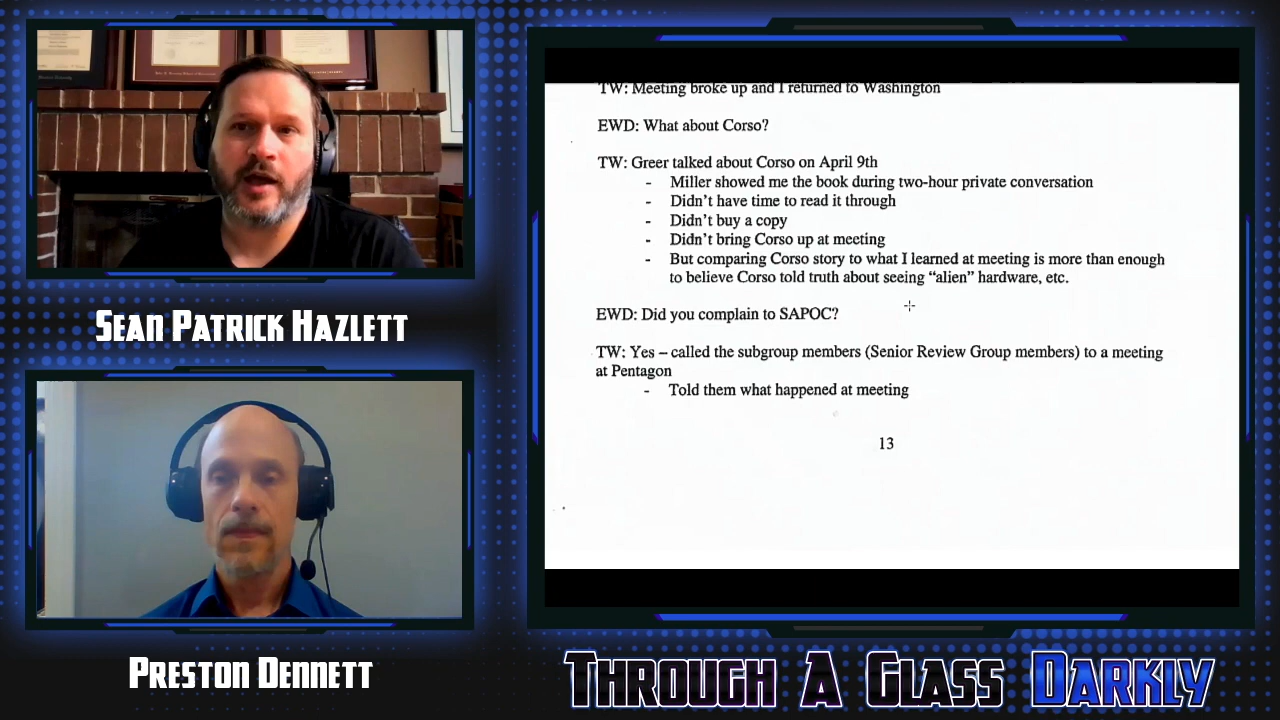 TW: Meeting broke up and I returned to Washington
EWD: What about Corso?
TW: Greer talked about Corso on April 9th
- Miller showed me the book during two-hour private conversation
- Didn't have time to read it through
- Didn't buy a copy
- Didn't bring Corso up at meeting
- But comparing Corso story to what I learned at meeting is more than enough
to believe Corso told truth about seeing “alien” hardware, etc.
EWD: Did you complain to SAPOC?
TW: Yes – called the subgroup members (Senior Review Group members) to a meeting
at Pentagon
- Told them what happened at meeting
13
Sean Patrick Hazlett
Preston Dennett
Through A Glass Darkly